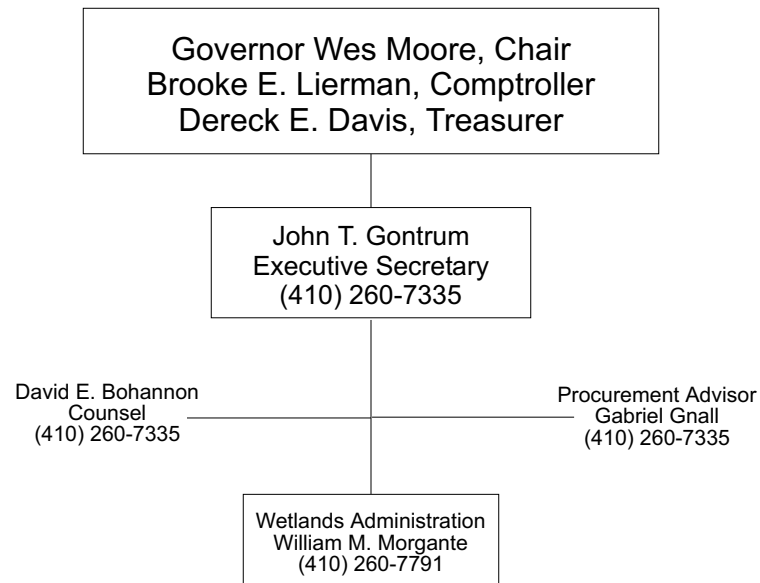 Governor Wes Moore, Chair
Brooke E. Lierman, Comptroller
Dereck E. Davis, Treasurer
John T. Gontrum
Executive Secretary
(410) 260-7335
David E. Bohannon
Counsel
(410) 260-7335
Procurement Advisor
Gabriel Gnall
(410) 260-7335
Wetlands Administration
William M. Morgante
(410) 260-7791